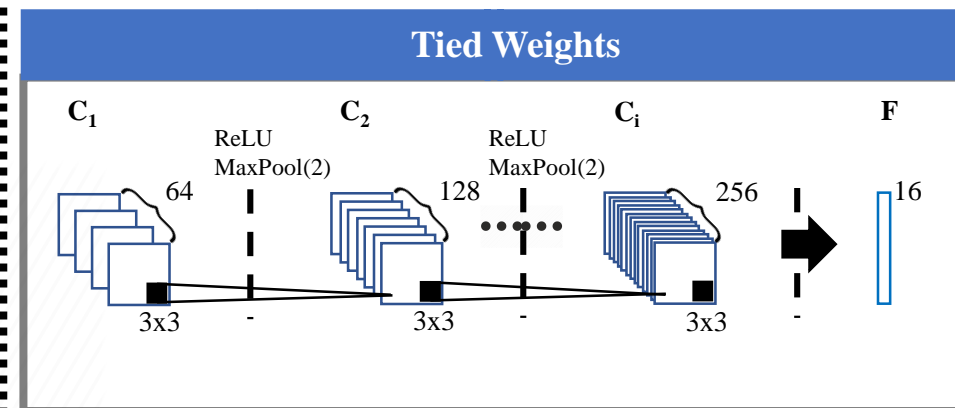 Tied Weights
C₁
C₂
Cᵢ
F
ReLU
MaxPool(2)
ReLU
MaxPool(2)
64
128
256
16
3x3
-
3x3
-
3x3
-